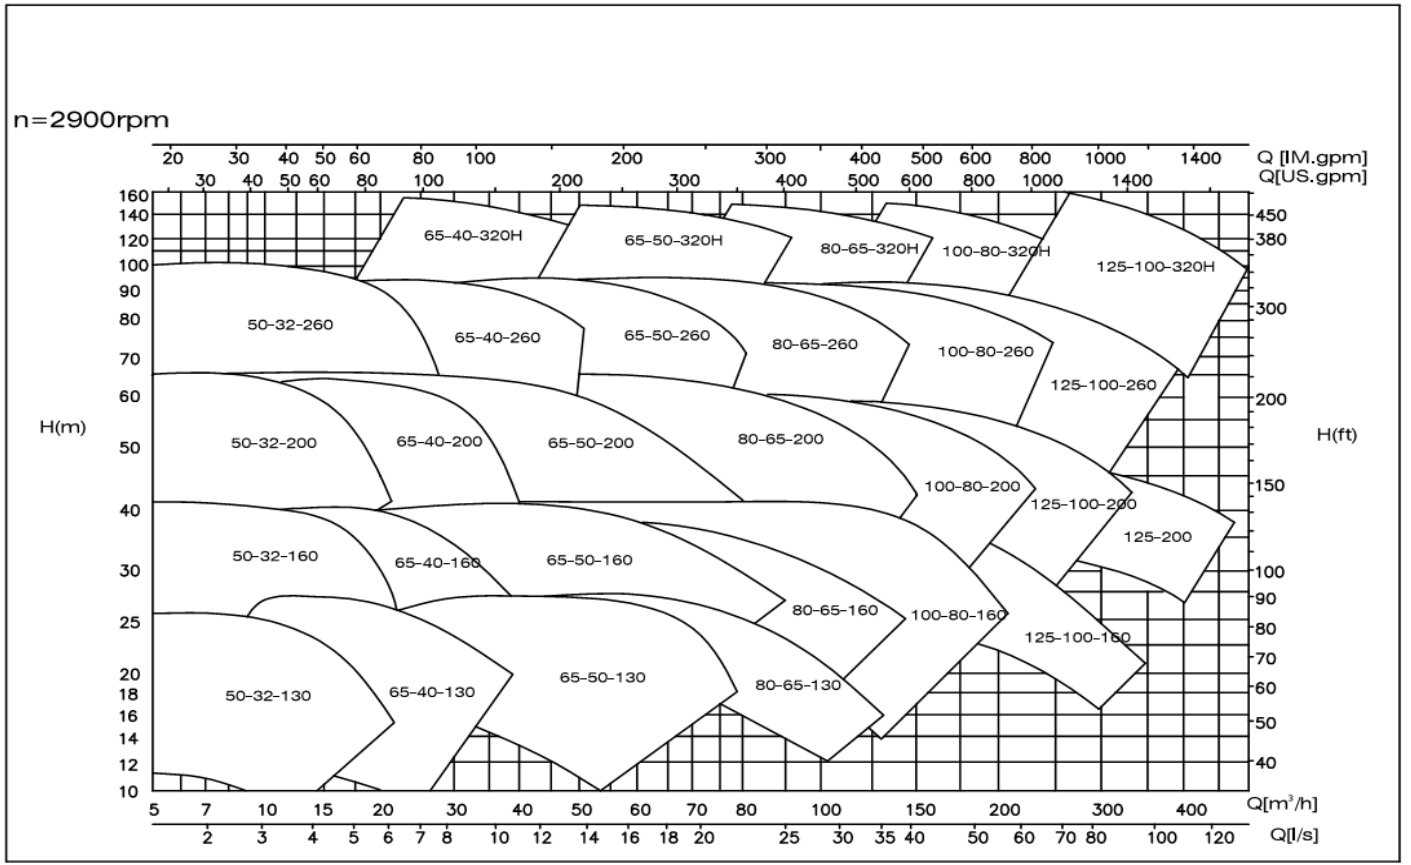 n=2900rpm
20 30 40 50 60 80 100 200 300 400 500 600 800 1000 1400 Q [IM.gpm]
30 40 50 60 80 100 200 300 400 500 600 800 1000 1400 Q[US.gpm]
160
140 450
120 380
100
90
80 300
70
60 200
50
40 150
30 100
90
25 80
70
20
18 60
16 50
14
12 40
10
H(m)
H(ft)
65-40-320H 65-50-320H 80-65-320H 100-80-320H 125-100-320H
50-32-260 65-40-260 65-50-260 80-65-260 100-80-260 125-100-260
50-32-200 65-40-200 65-50-200 80-65-200 100-80-200 125-100-200 125-200
50-32-160 65-40-160 65-50-160 80-65-160 100-80-160 125-100-160
50-32-130 65-40-130 65-50-130 80-65-130
5 7 10 15 20 30 40 50 60 70 80 100 150 200 300 400 Q[m³/h]
2 3 4 5 6 7 8 10 12 14 16 18 20 25 30 35 40 50 60 70 80 100 120 Q[l/s]